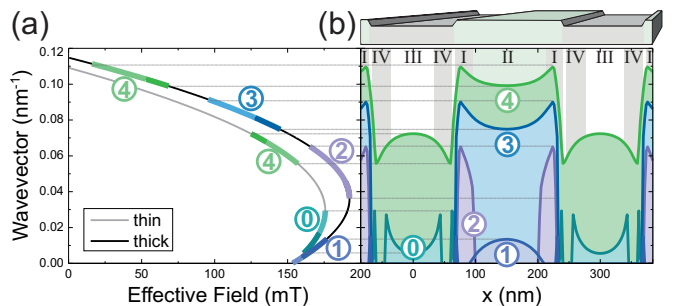 (a)
(b)
Wavevector (nm⁻¹)
0.12
0.10
0.08
0.06
0.04
0.02
0.00
4
3
4
2
0
1
thin
thick
0 50 100 150 200
Effective Field (mT)
I IV III IV I II I IV III IV I
4
3
2
0
1
0 100 200 300
x (nm)